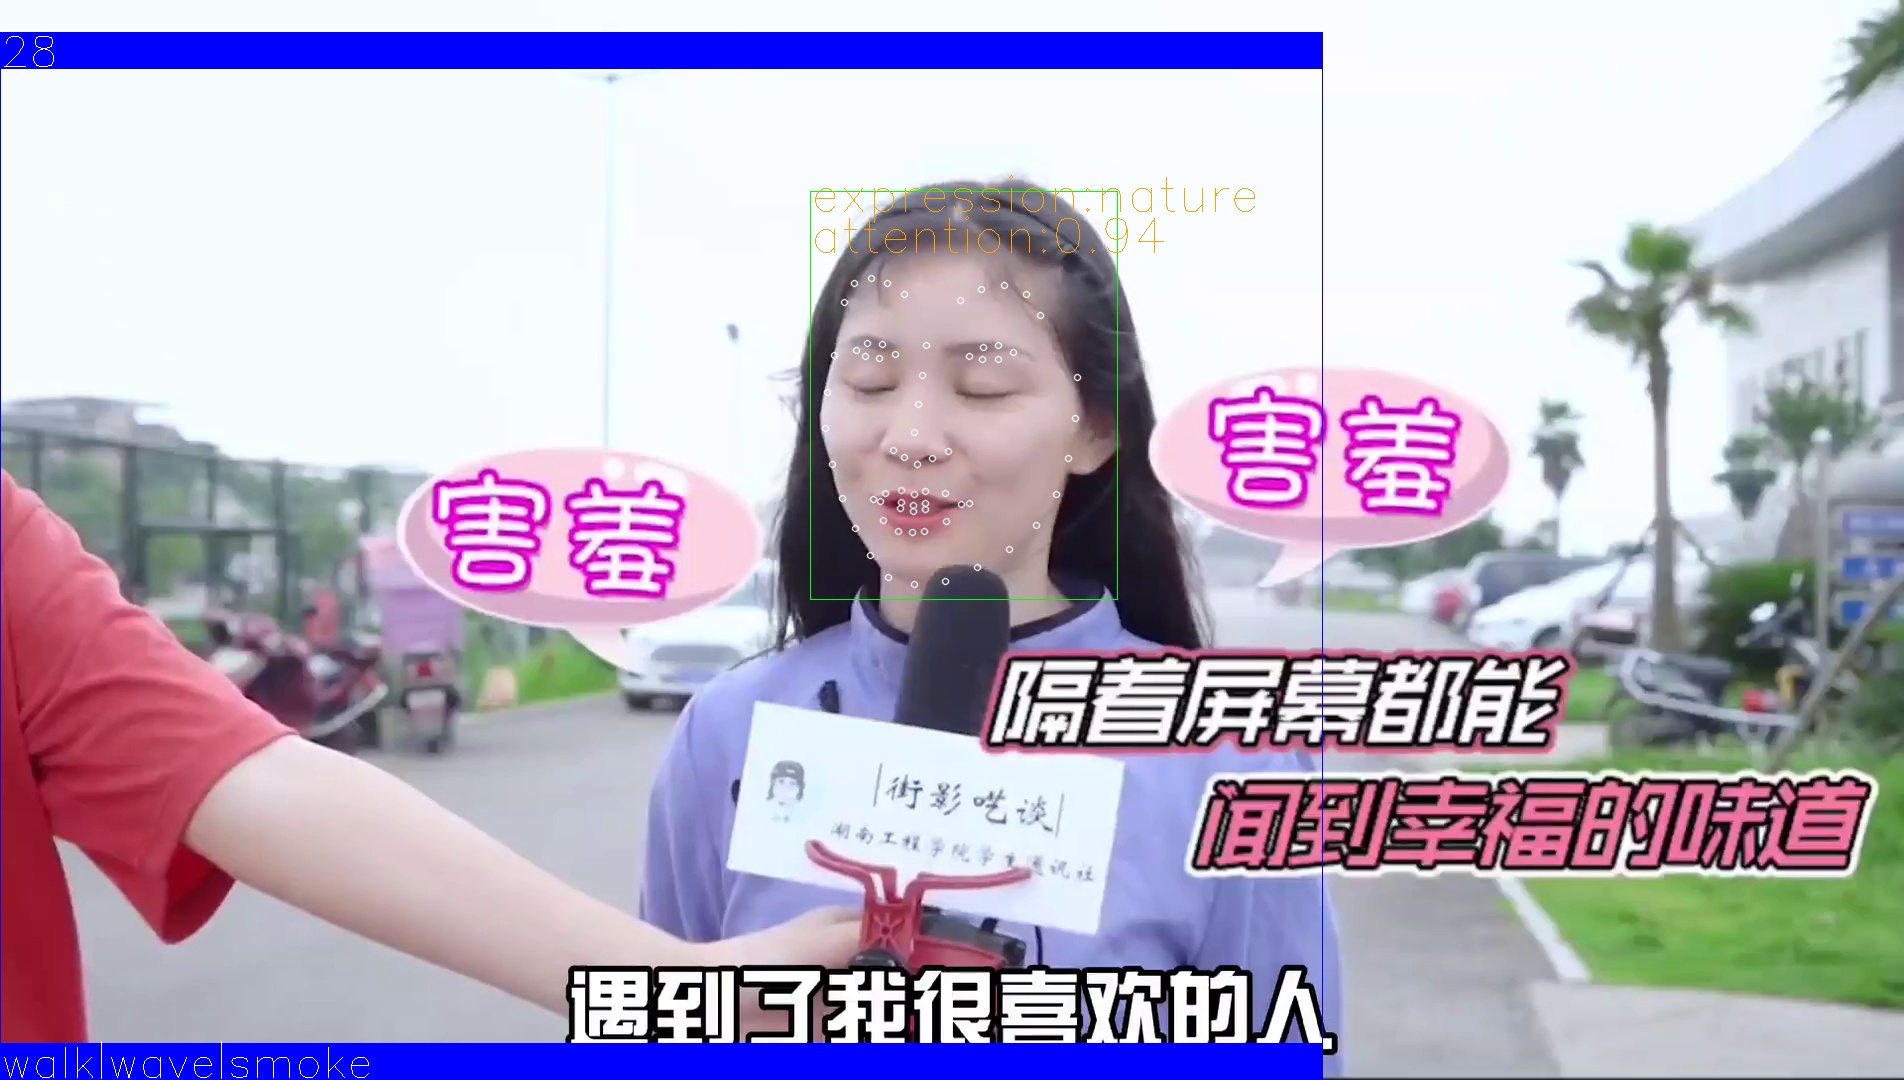 28
expression:nature
attention:0.94
害羞
害羞
隔着屏幕都能
闻到幸福的味道
|街影呓谈|
湖南工程学院学生通讯社
遇到了我很喜欢的人
walk|wave|smoke